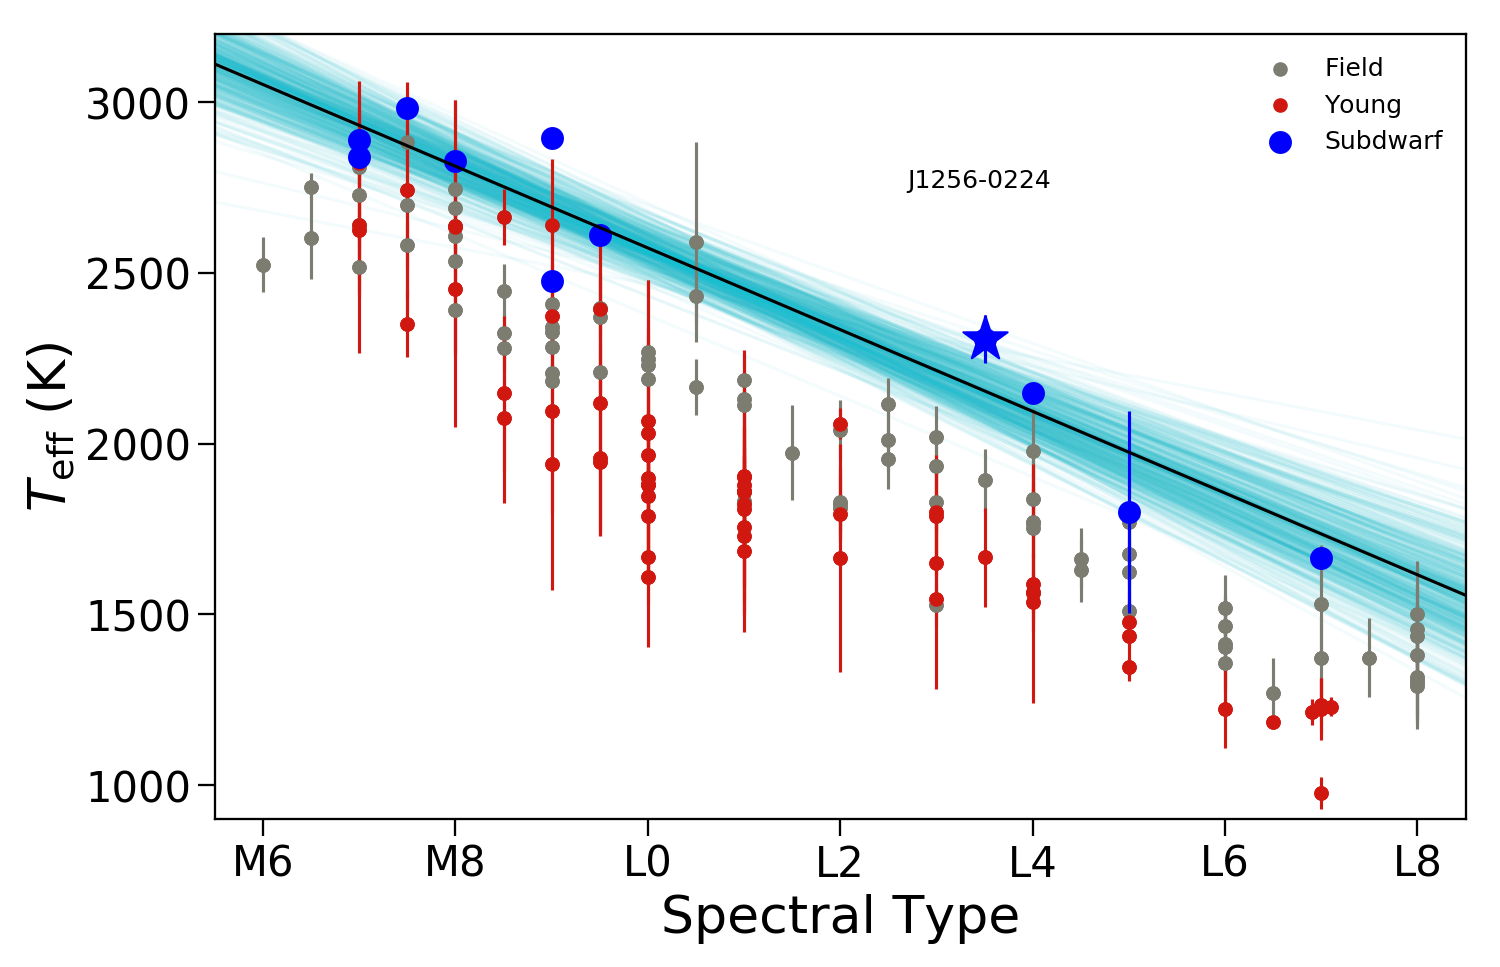 Field
Young
Subdwarf
J1256-0224
3000
2500
2000
1500
1000
T_eff (K)
M6 M8 L0 L2 L4 L6 L8
Spectral Type